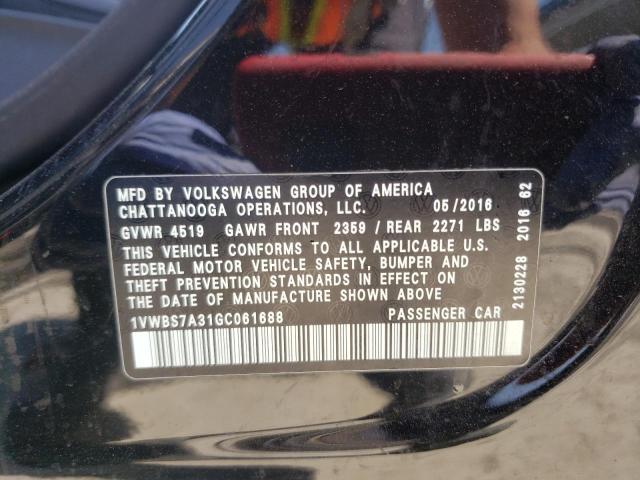 MFD BY VOLKSWAGEN GROUP OF AMERICA
CHATTANOOGA OPERATIONS, LLC. 05/2016
GVWR 4519 GAWR FRONT 2359 / REAR 2271 LBS
THIS VEHICLE CONFORMS TO ALL APPLICABLE U.S.
FEDERAL MOTOR VEHICLE SAFETY, BUMPER AND
THEFT PREVENTION STANDARDS IN EFFECT ON
THE DATE OF MANUFACTURE SHOWN ABOVE
1VWBS7A31GC061688 PASSENGER CAR
2130228 2016 62